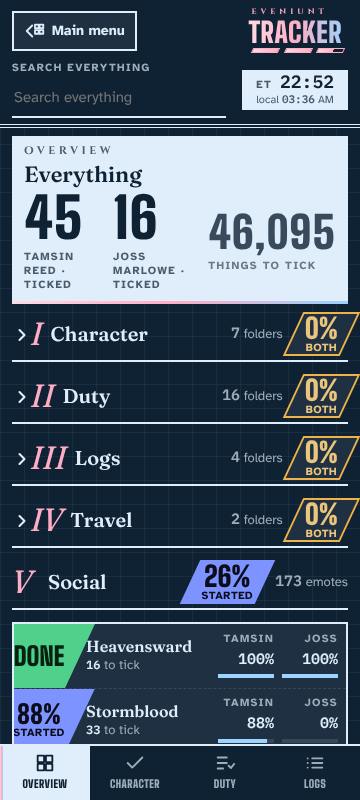 Main menu
EVENIUNT
TRACKER
SEARCH EVERYTHING
Search everything
ET 22:52
local 03:36 AM
OVERVIEW
Everything
45 16 46,095
TAMSIN REED · TICKED
JOSS MARLOWE · TICKED
THINGS TO TICK
I Character 7 folders 0% BOTH
II Duty 16 folders 0% BOTH
III Logs 4 folders 0% BOTH
IV Travel 2 folders 0% BOTH
V Social 26% STARTED 173 emotes
DONE Heavensward TAMSIN JOSS
16 to tick 100% 100%
88% STARTED Stormblood TAMSIN JOSS
33 to tick 88% 0%
OVERVIEW CHARACTER DUTY LOGS